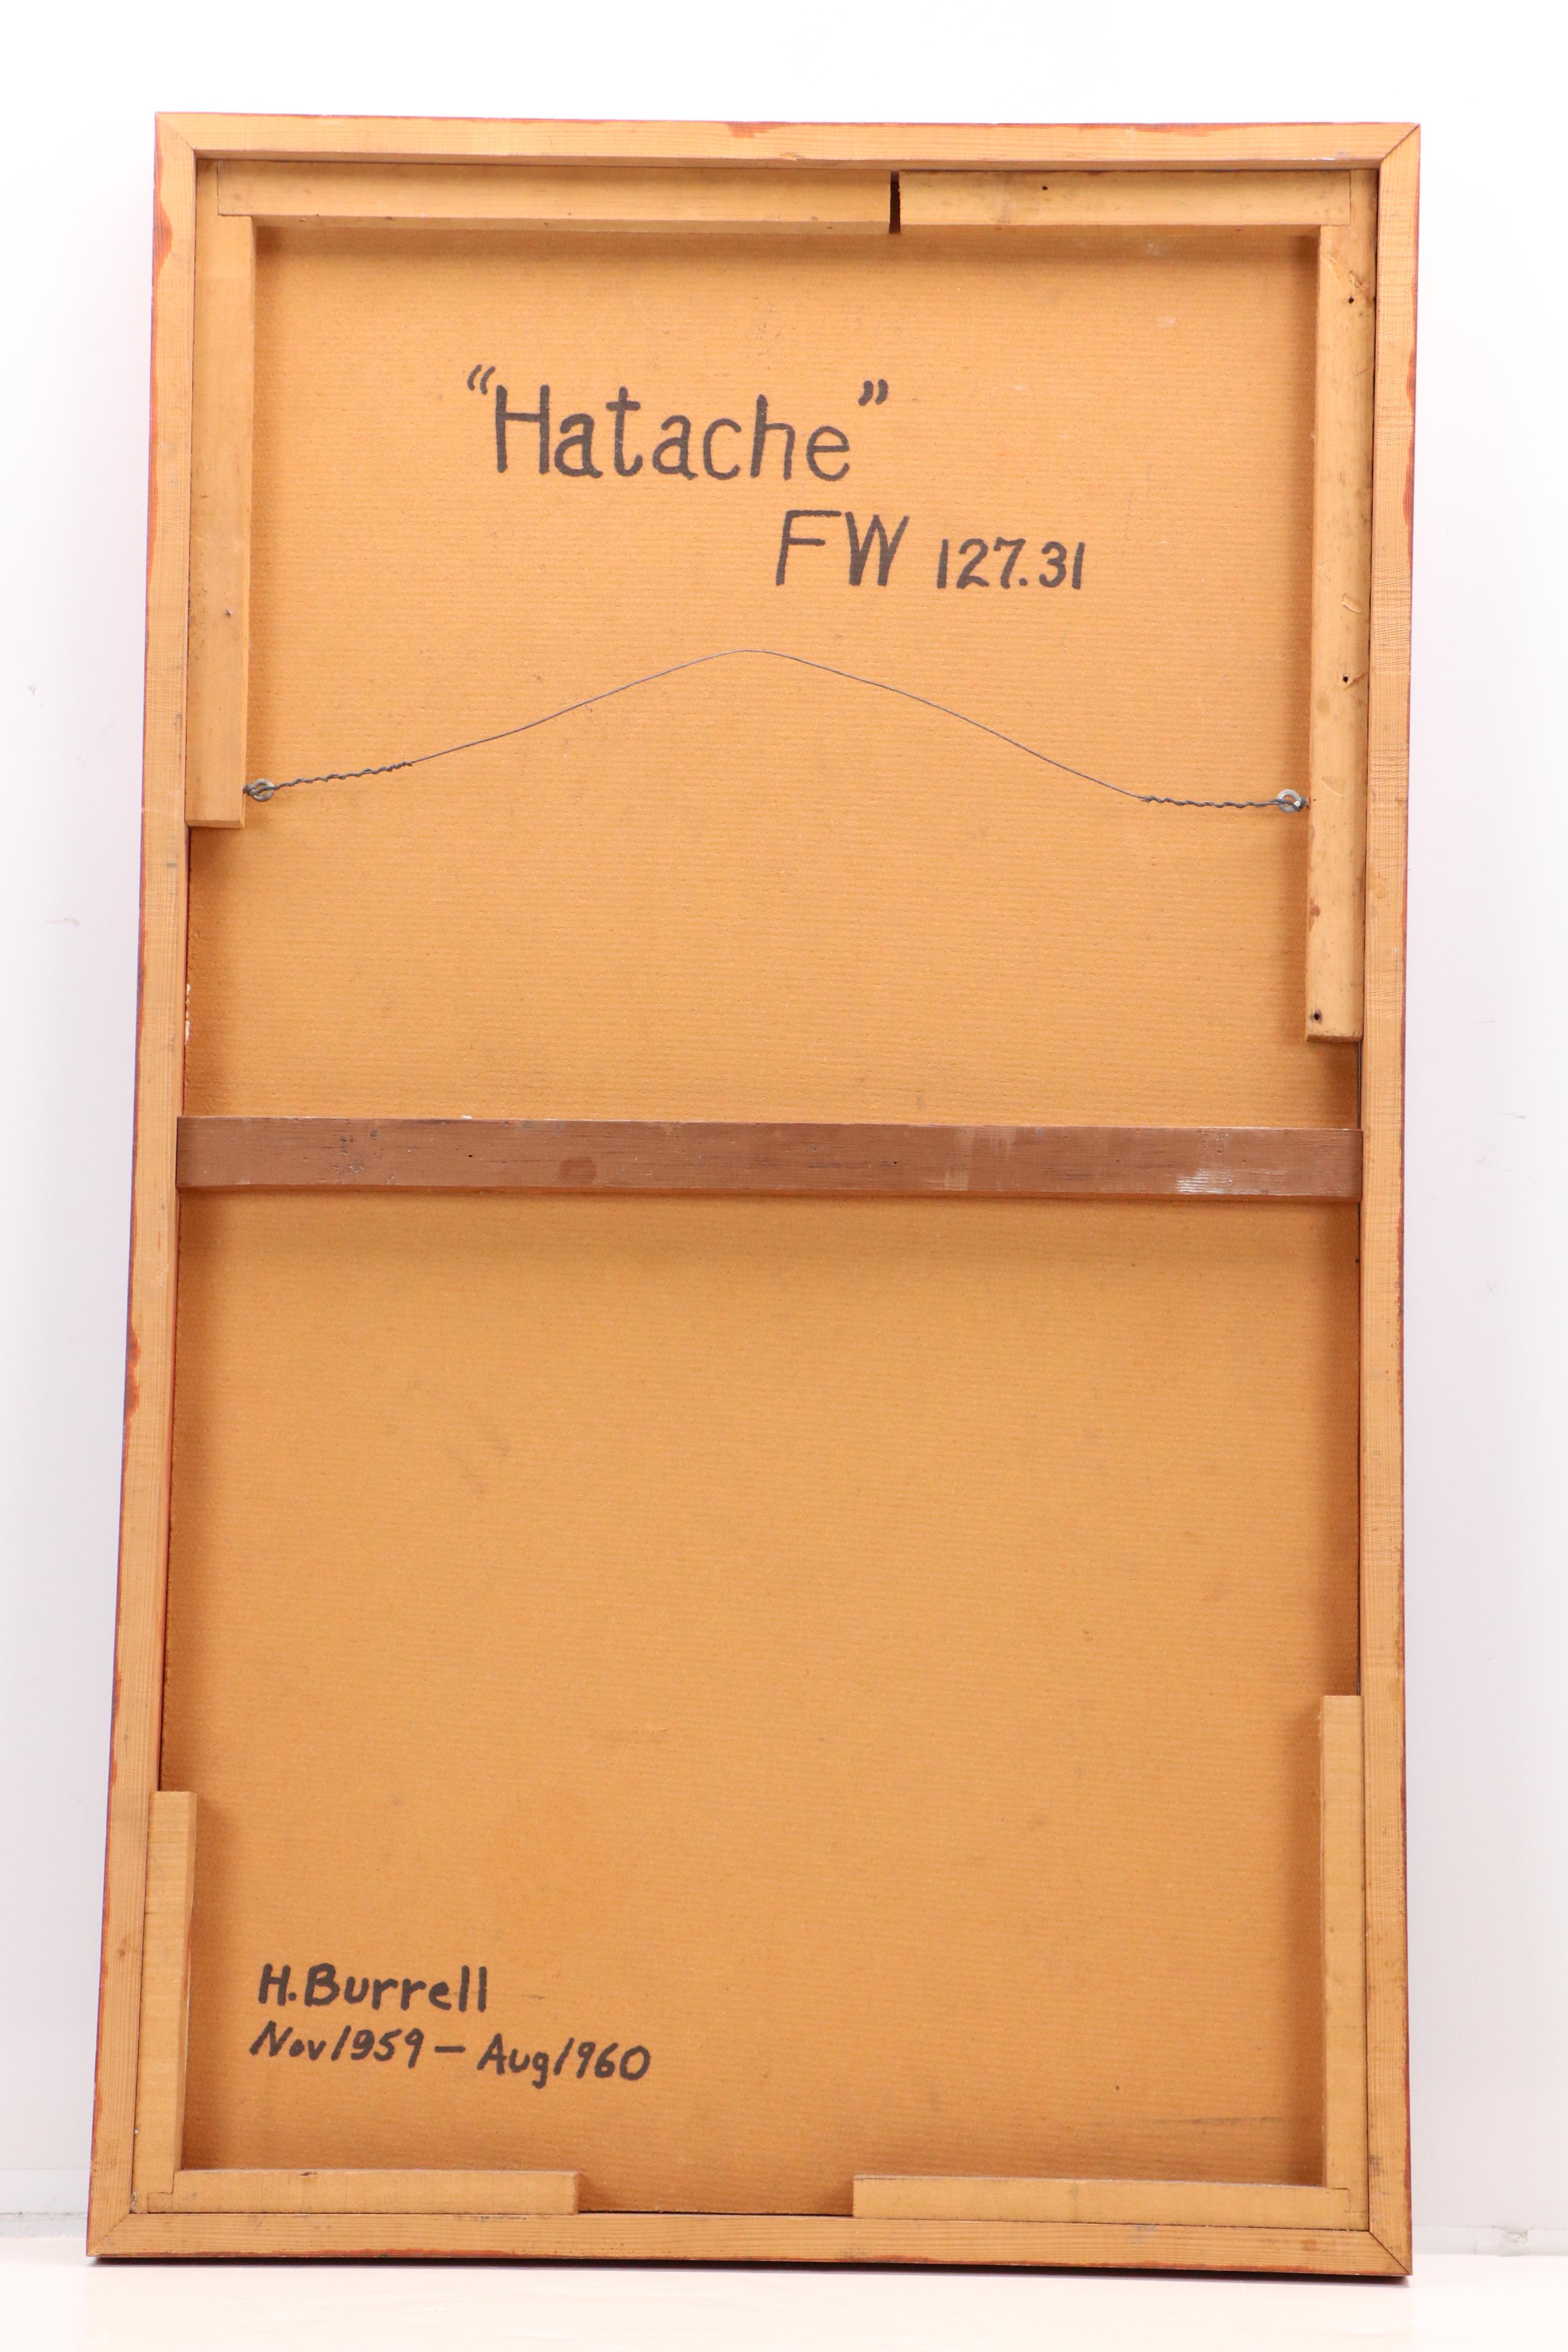 “Hatache”
FW 127.31
H. Burrell
Nov 1959 – Aug 1960